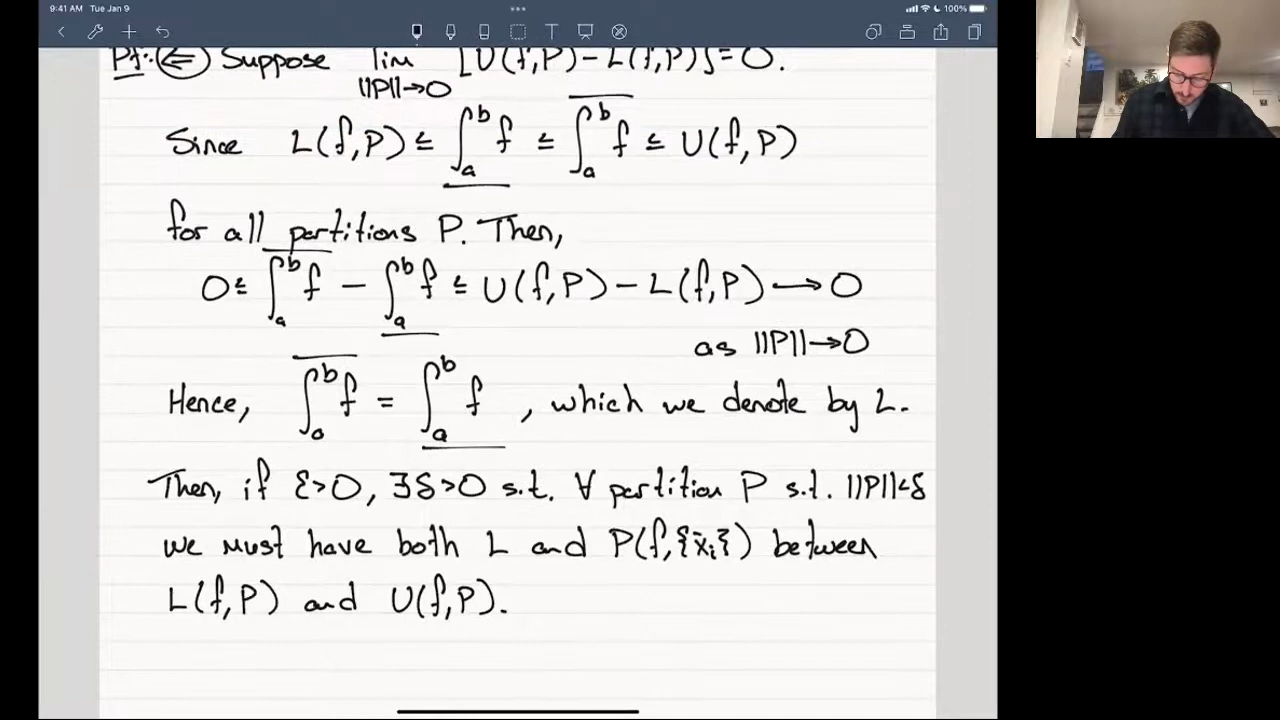 9:41 AM Tue Jan 9
100%
Pf: (⇐) Suppose lim [U(f,P) – L(f,P)] = 0.
||P||→0
Since L(f,P) ≤ ∫_a^b f ≤ ∫_a^b f ≤ U(f,P)
for all partitions P. Then,
0 ≤ ∫_a^b f – ∫_a^b f ≤ U(f,P) – L(f,P) → 0
as ||P||→0
Hence, ∫_a^b f = ∫_a^b f , which we denote by L.
Then, if ε>0, ∃δ>0 s.t. ∀ partition P s.t. ||P||<δ
we must have both L and P(f,{x̄ᵢ}) between
L(f,P) and U(f,P).